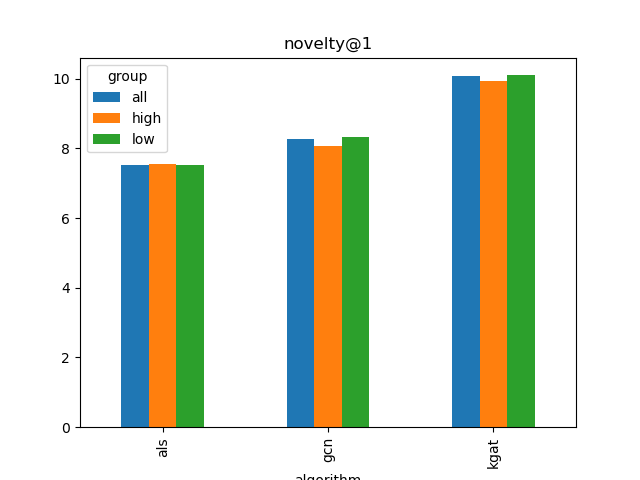 novelty@1
group
all
high
low
10
8
6
4
2
0
als
gcn
kgat
algorithm